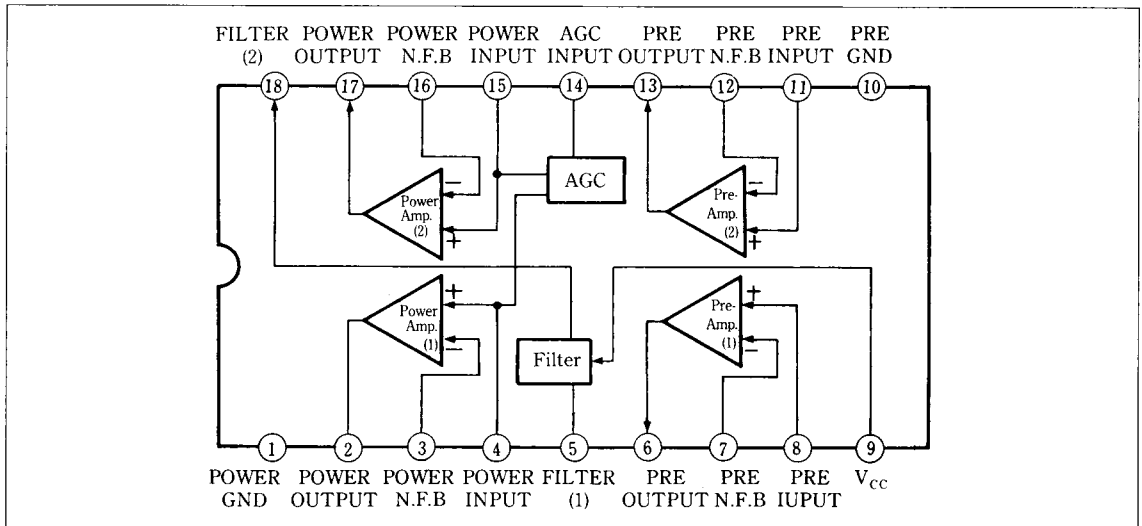 FILTER POWER POWER POWER AGC PRE PRE PRE PRE
(2) OUTPUT N.F.B INPUT INPUT OUTPUT N.F.B INPUT GND
18 17 16 15 14 13 12 11 10
AGC
−
Power
Amp.
(2)
+
−
Pre-
Amp.
(2)
+
+
Power
Amp.
(1)
−
Filter
+
Pre-
Amp.
(1)
−
1 2 3 4 5 6 7 8 9
POWER POWER POWER POWER FILTER PRE PRE PRE VCC
GND OUTPUT N.F.B INPUT (1) OUTPUT N.F.B IUPUT